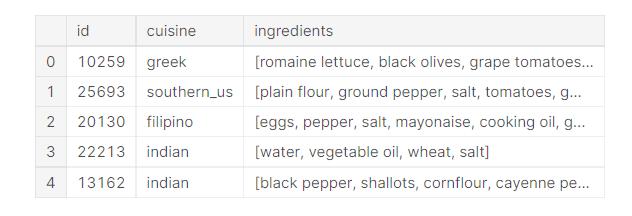 id cuisine ingredients
0 10259 greek [romaine lettuce, black olives, grape tomatoes...
1 25693 southern_us [plain flour, ground pepper, salt, tomatoes, g...
2 20130 filipino [eggs, pepper, salt, mayonaise, cooking oil, g...
3 22213 indian [water, vegetable oil, wheat, salt]
4 13162 indian [black pepper, shallots, cornflour, cayenne pe...